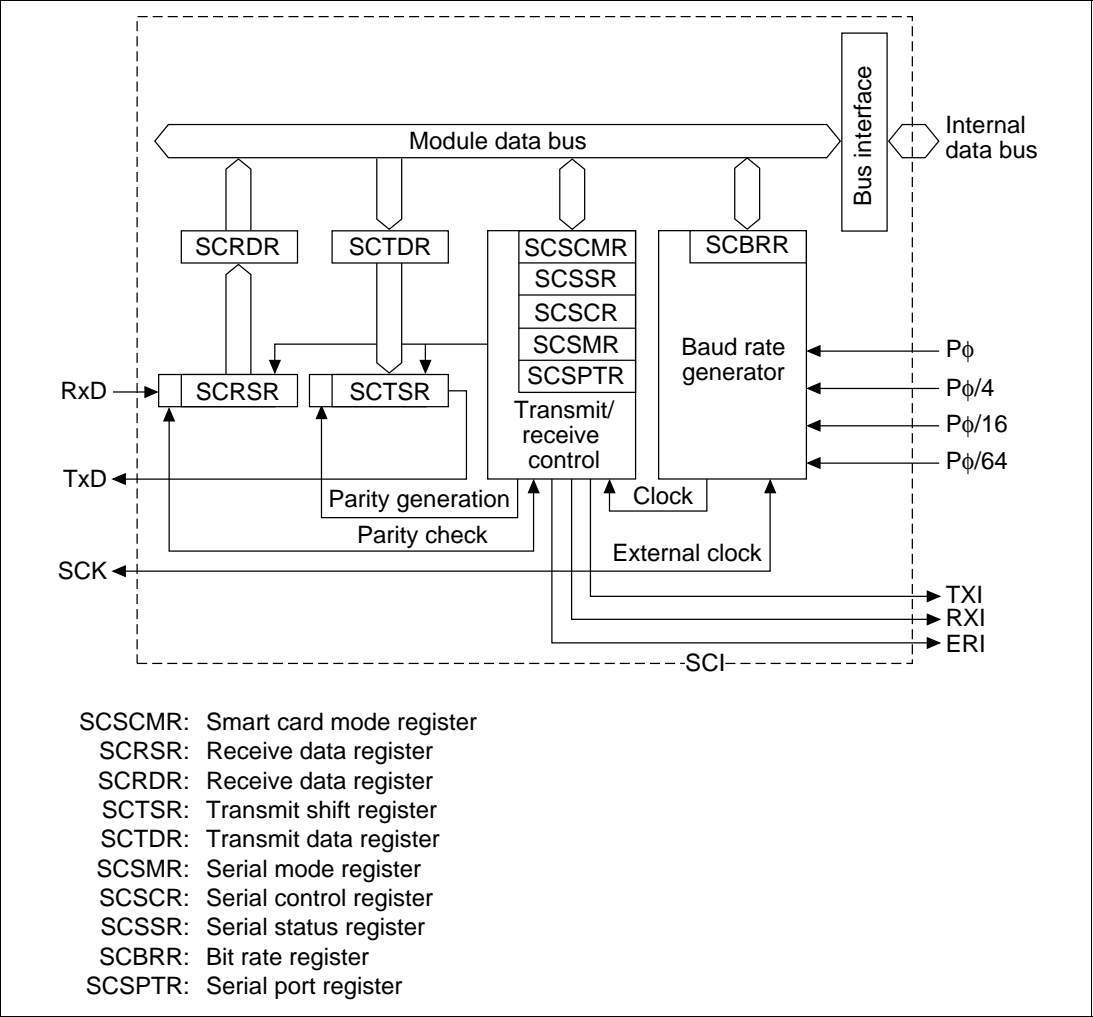 Module data bus
Bus interface
Internal
data bus
SCRDR
SCTDR
SCSCMR
SCBRR
SCSSR
SCSCR
SCSMR
SCSPTR
Baud rate
generator
Pϕ
Pϕ/4
Pϕ/16
Pϕ/64
RxD
SCRSR
SCTSR
Transmit/
receive
control
TxD
Parity generation
Clock
Parity check
External clock
SCK
TXI
RXI
ERI
SCI
SCSCMR: Smart card mode register
SCRSR: Receive data register
SCRDR: Receive data register
SCTSR: Transmit shift register
SCTDR: Transmit data register
SCSMR: Serial mode register
SCSCR: Serial control register
SCSSR: Serial status register
SCBRR: Bit rate register
SCSPTR: Serial port register